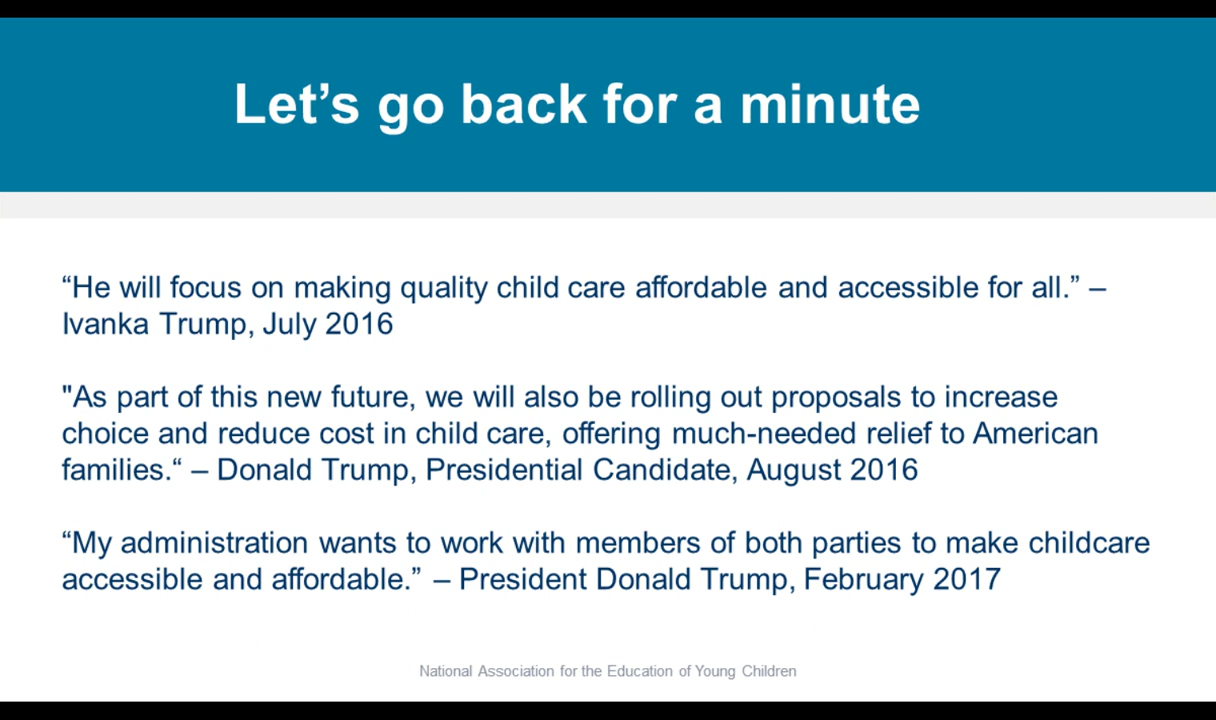 Let’s go back for a minute
“He will focus on making quality child care affordable and accessible for all.” –
Ivanka Trump, July 2016
"As part of this new future, we will also be rolling out proposals to increase
choice and reduce cost in child care, offering much-needed relief to American
families.“ – Donald Trump, Presidential Candidate, August 2016
“My administration wants to work with members of both parties to make childcare
accessible and affordable.” – President Donald Trump, February 2017
National Association for the Education of Young Children